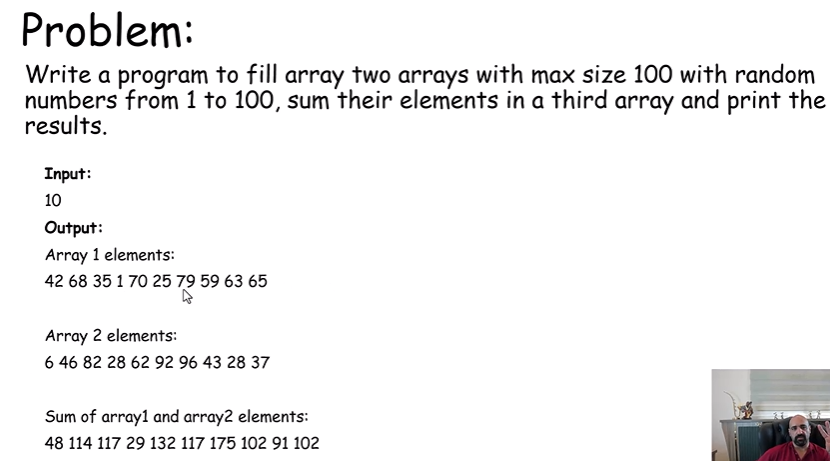 Problem:
Write a program to fill array two arrays with max size 100 with random
numbers from 1 to 100, sum their elements in a third array and print the
results.
Input:
10
Output:
Array 1 elements:
42 68 35 1 70 25 79 59 63 65
Array 2 elements:
6 46 82 28 62 92 96 43 28 37
Sum of array1 and array2 elements:
48 114 117 29 132 117 175 102 91 102